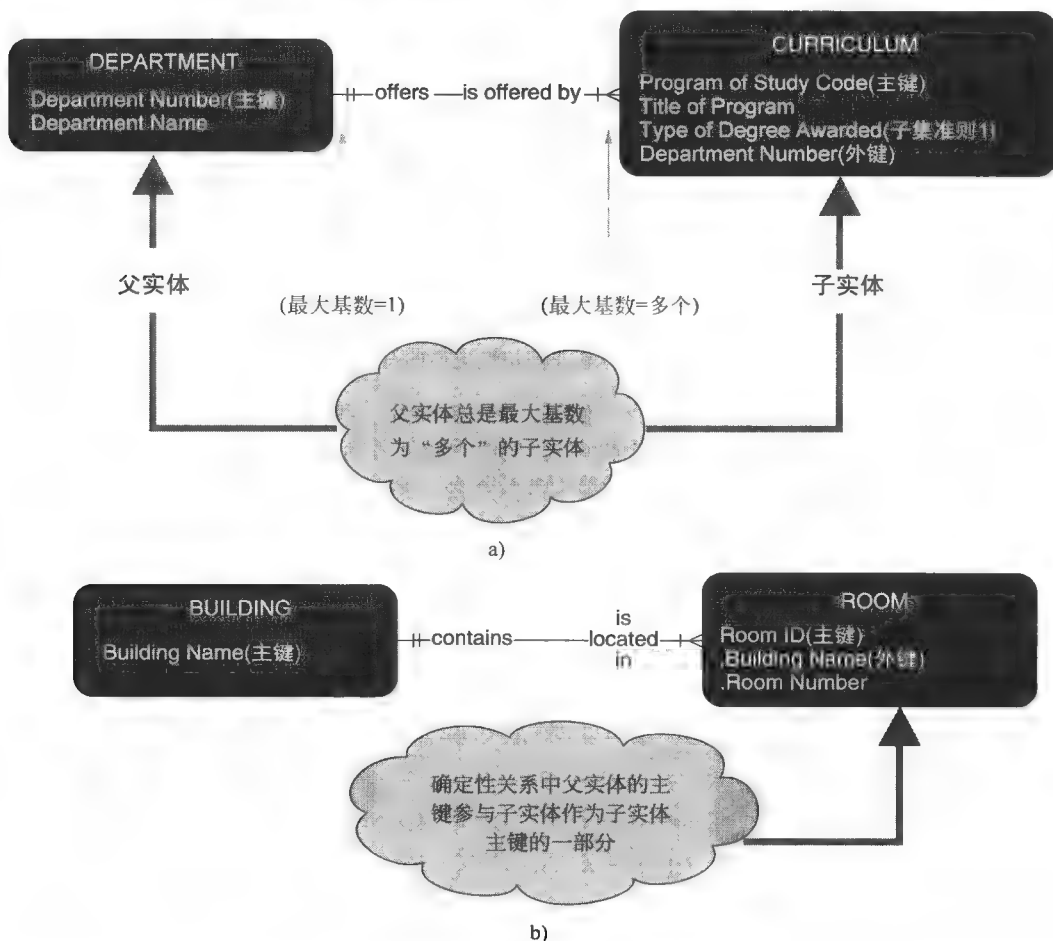 DEPARTMENT
Department Number(主键)
Department Name
offers
is offered by
CURRICULUM
Program of Study Code(主键)
Title of Program
Type of Degree Awarded(子集准则1)
Department Number(外键)
父实体
(最大基数=1)
(最大基数=多个)
子实体
父实体总是最大基数
为“多个”的子实体
a)
BUILDING
Building Name(主键)
contains
is
located
in
ROOM
Room ID(主键)
.Building Name(外键)
.Room Number
确定性关系中父实体的主
键参与子实体作为子实体
主键的一部分
b)